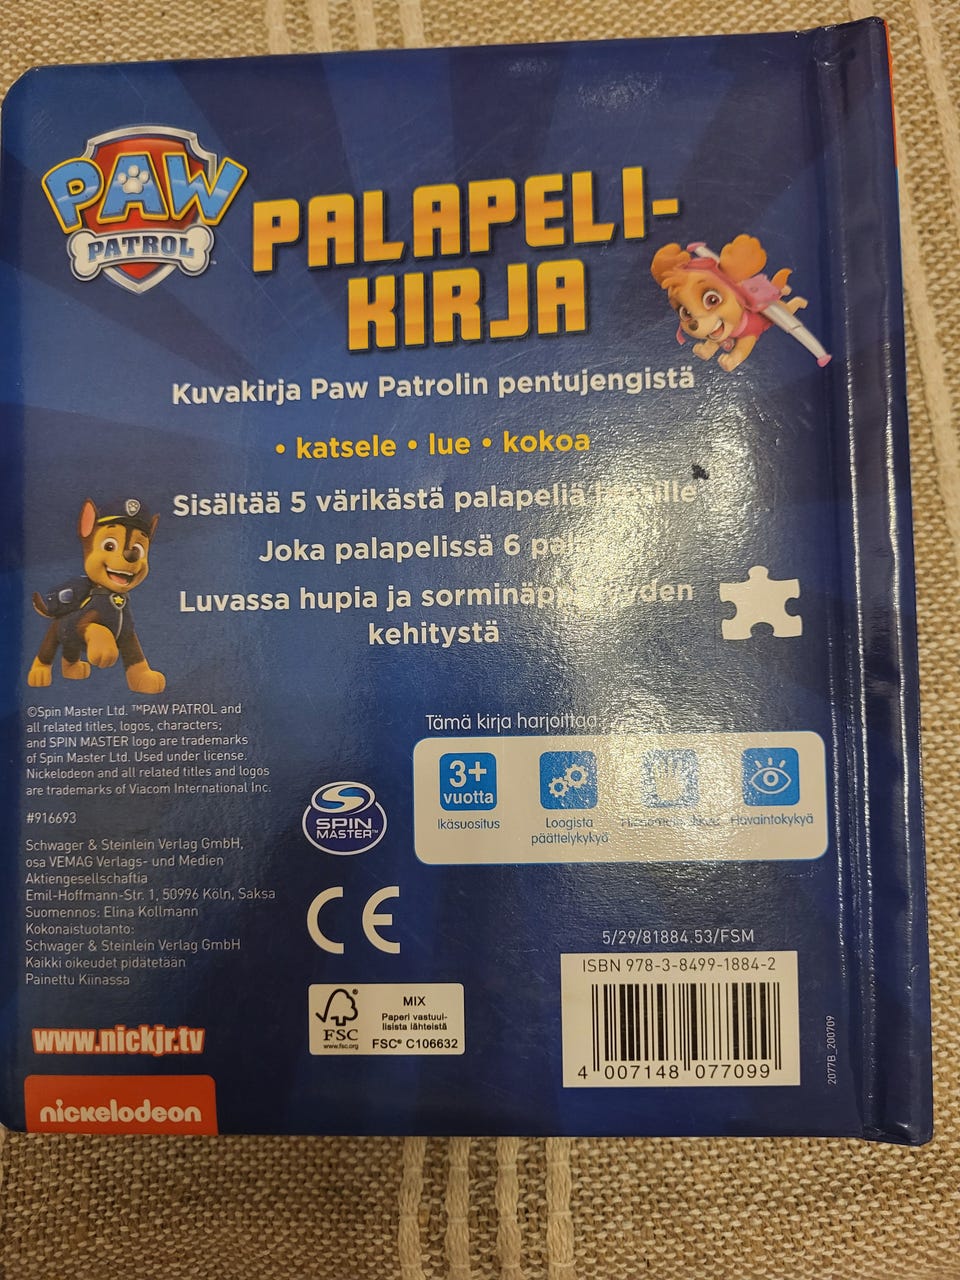 PAW
PATROL
PALAPELI-
KIRJA
Kuvakirja Paw Patrolin pentujengistä
• katsele • lue • kokoa
Sisältää 5 värikästä palapeliä
Joka palapelissä 6
Luvassa hupia ja
kehitystä
©Spin Master Ltd. ™PAW PATROL and
all related titles, logos, characters;
and SPIN MASTER logo are trademarks
of Spin Master Ltd. Used under license.
Nickelodeon and all related titles and logos
are trademarks of Viacom International Inc.
#916693
Schwager & Steinlein Verlag GmbH,
osa VEMAG Verlags- und Medien
Aktiengesellschaftia
Emil-Hoffmann-Str. 1, 50996 Köln, Saksa
Suomennos: Elina Kollmann
Kokonaistuotanto:
Schwager & Steinlein Verlag GmbH
Kaikki oikeudet pidätetään
Painettu Kiinassa
www.nickjr.tv
nickelodeon
SPIN
MASTER™
CE
FSC
www.fsc.org
MIX
Paperi vastuul-
lisista lähteistä
FSC® C106632
Tämä kirja harjoittaa
3+
vuotta
Ikäsuositus
Loogista
päättelykykyä
Havaintokykyä
5/29/81884.53/FSM
ISBN 978-3-8499-1884-2
4 007148 077099
2077B_200709